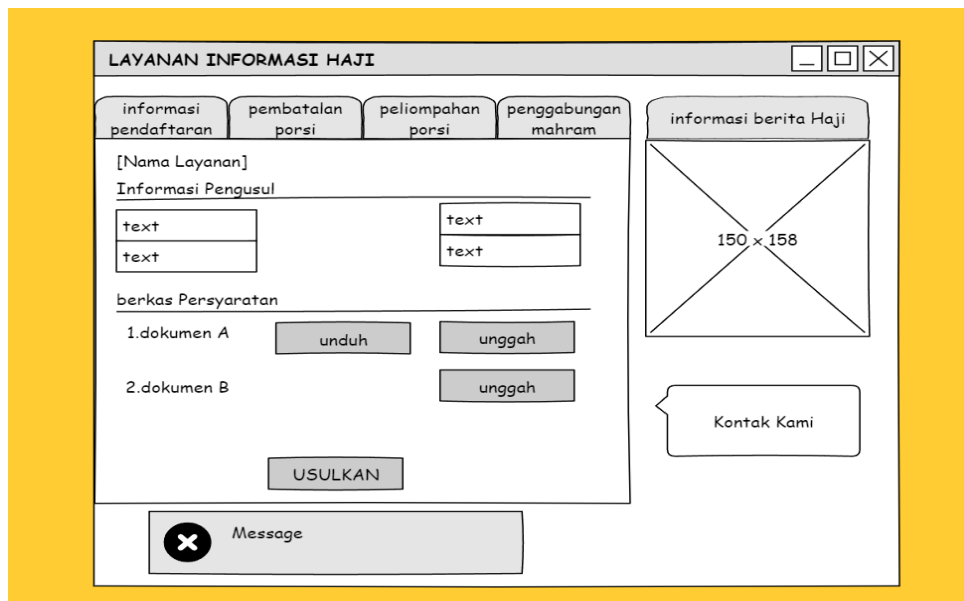 LAYANAN INFORMASI HAJI
informasi
pendaftaran
pembatalan
porsi
peliompahan
porsi
penggabungan
mahram
informasi berita Haji
[Nama Layanan]
Informasi Pengusul
text
text
text
text
150 x 158
berkas Persyaratan
1.dokumen A
unduh
unggah
2.dokumen B
unggah
Kontak Kami
USULKAN
Message